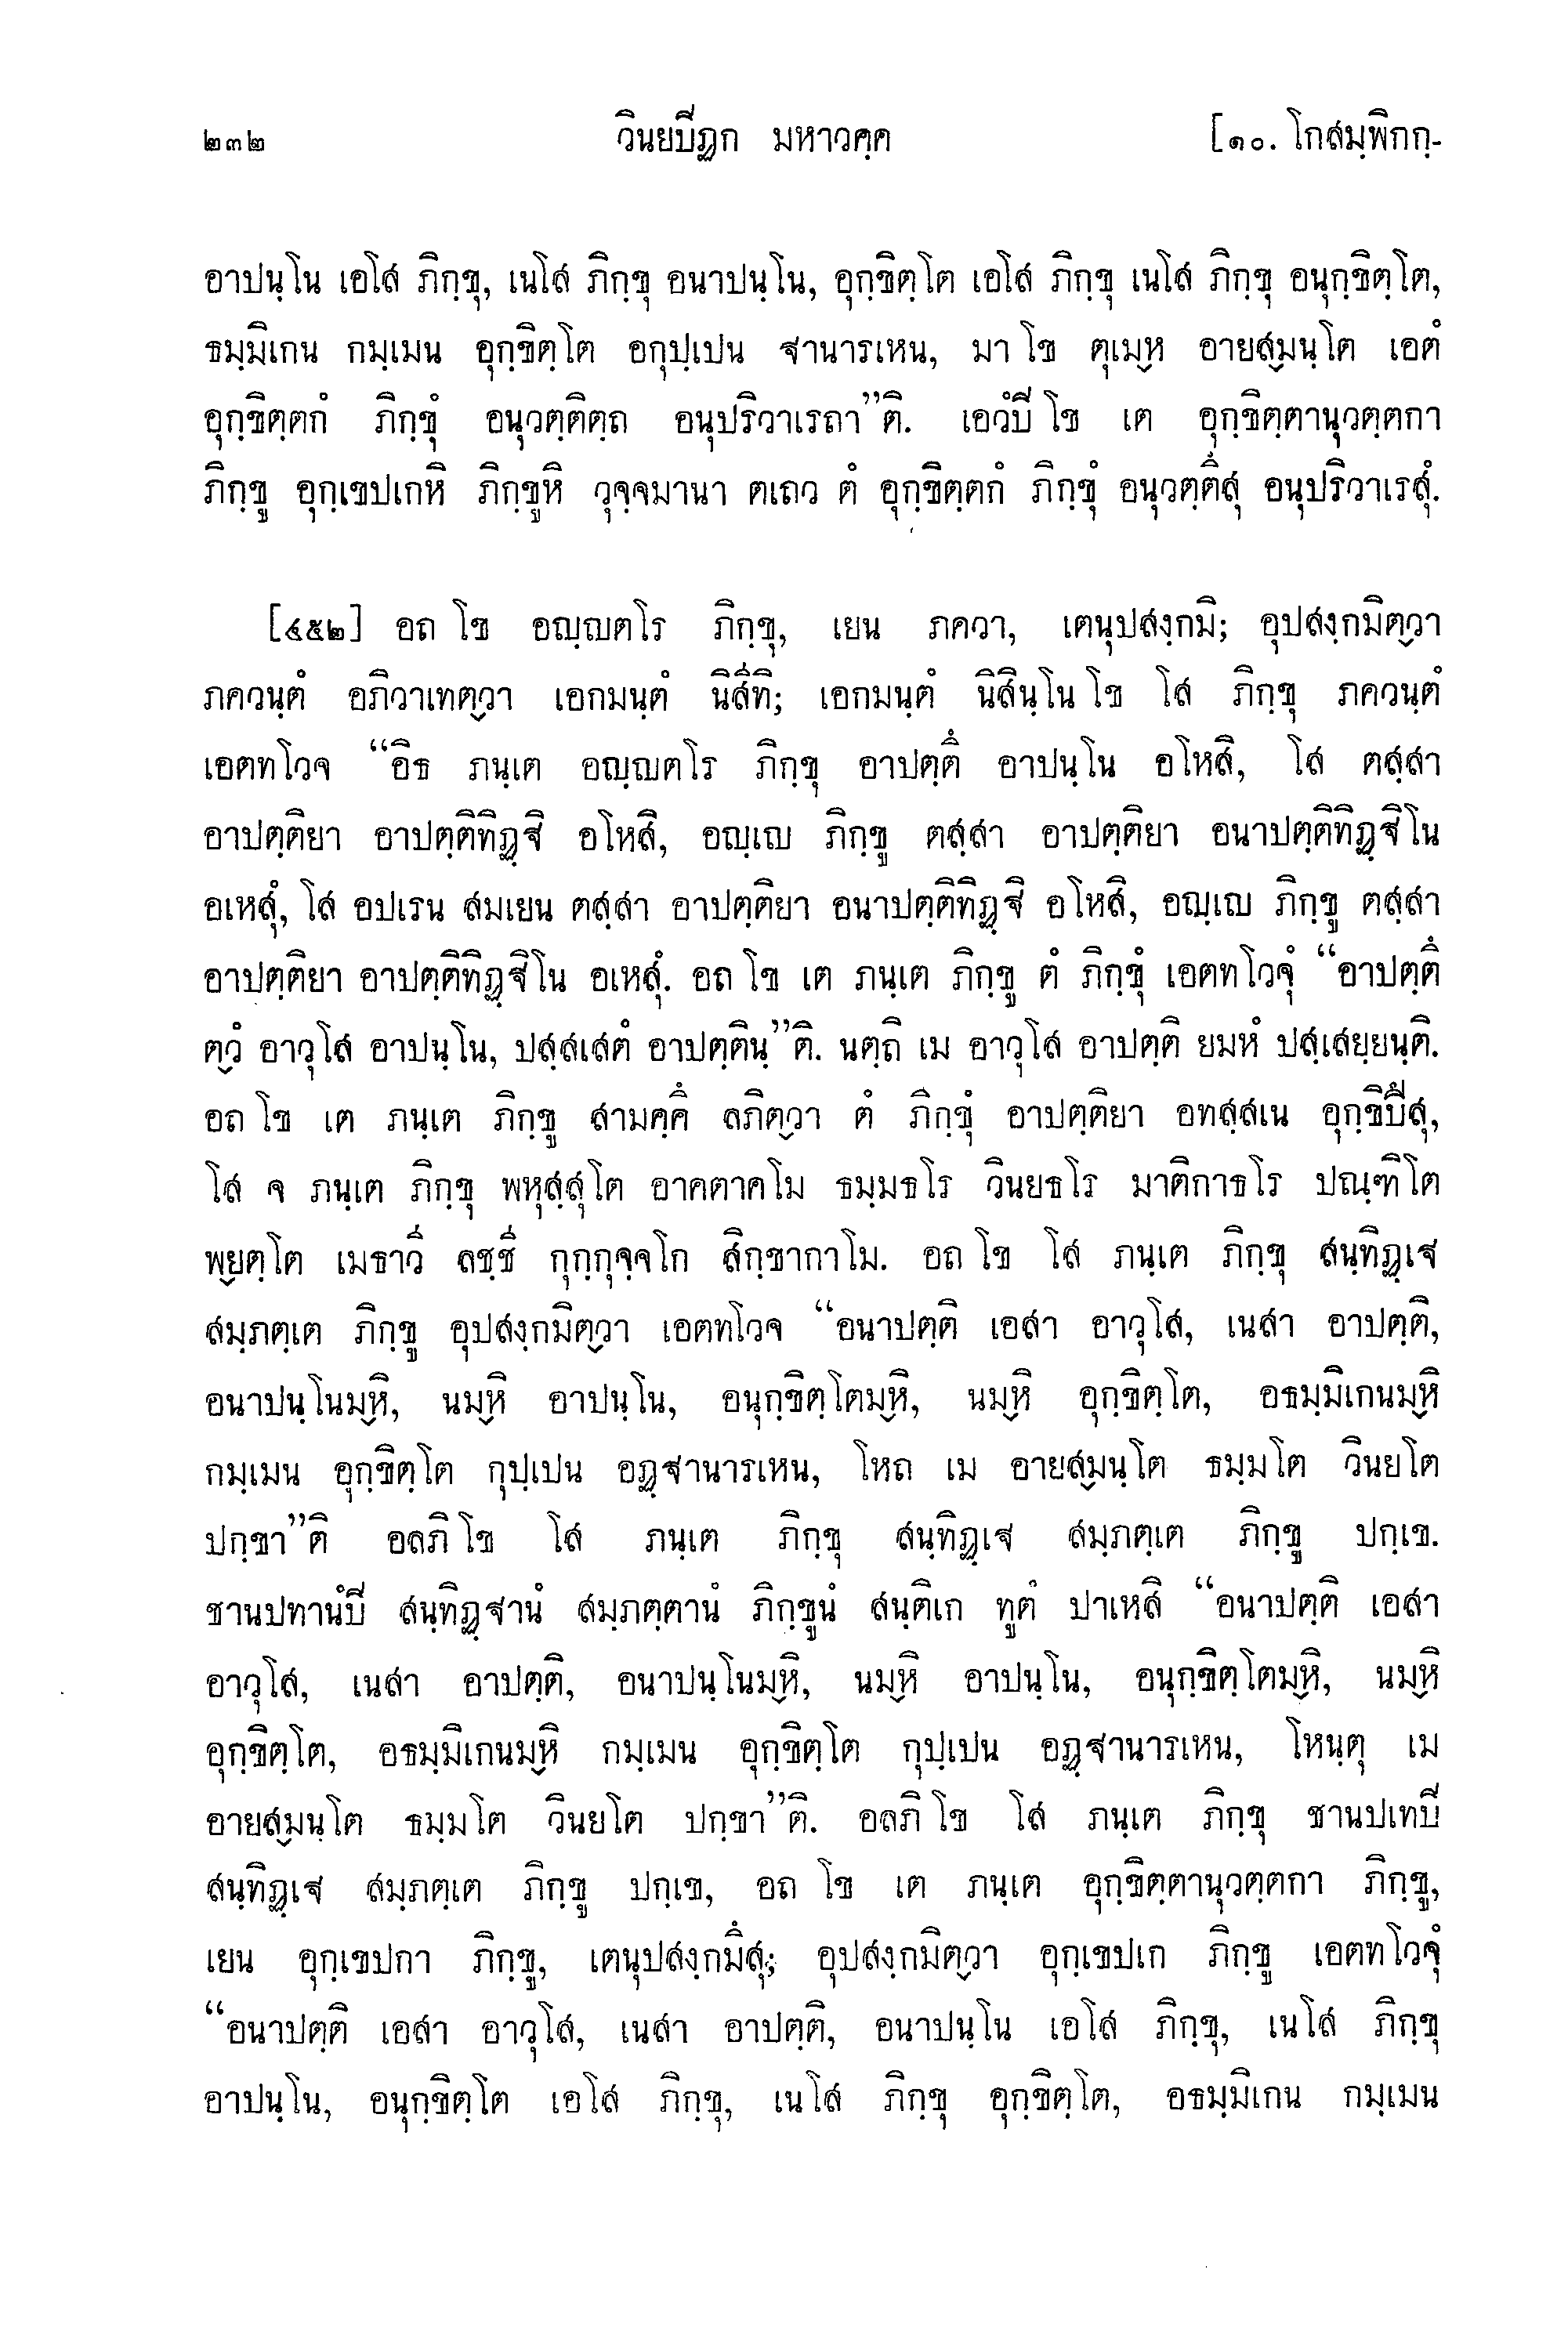 ๒๓๒ วินยปิฏก มหาวคฺค [๑๐. โกสมฺพิกกฺ-
อาปนฺโน เอโส ภิกฺขุ, เนโส ภิกฺขุ อนาปนฺโน, อุกฺขิตฺโต เอโส ภิกฺขุ เนโส ภิกฺขุ อนุกฺขิตฺโต,
ธมฺมิเกน กมฺเมน อุกฺขิตฺโต อกุปฺเปน ฐานารเหน, มา โข ตุเมฺห อายสฺมนฺโต เอตํ
อุกฺขิตฺตกํ ภิกฺขุํ อนุวตฺติตฺถ อนุปริวาเรถา”ติ. เอวํปิ โข เต อุกฺขิตฺตานุวตฺตกา
ภิกฺขู อุกฺเขปเกหิ ภิกฺขูหิ วุจฺจมานา ตเถว ตํ อุกฺขิตฺตกํ ภิกฺขุํ อนุวตฺตึสุ อนุปริวาเรสุํ.
[๔๕๒] อถ โข อญฺญตโร ภิกฺขุ, เยน ภควา, เตนุปสงฺกมิ; อุปสงฺกมิตฺวา
ภควนฺตํ อภิวาเทตฺวา เอกมนฺตํ นิสีทิ; เอกมนฺตํ นิสินฺโน โข โส ภิกฺขุ ภควนฺตํ
เอตทโวจ “อิธ ภนฺเต อญฺญตโร ภิกฺขุ อาปตฺตึ อาปนฺโน อโหสิ, โส ตสฺสา
อาปตฺติยา อาปตฺติทิฏฺฐิ อโหสิ, อญฺเญ ภิกฺขู ตสฺสา อาปตฺติยา อนาปตฺติทิฏฺฐิโน
อเหสุํ, โส อปเรน สมเยน ตสฺสา อาปตฺติยา อนาปตฺติทิฏฺฐิ อโหสิ, อญฺเญ ภิกฺขู ตสฺสา
อาปตฺติยา อาปตฺติทิฏฺฐิโน อเหสุํ. อถ โข เต ภนฺเต ภิกฺขู ตํ ภิกฺขุํ เอตทโวจุํ “อาปตฺตึ
ตฺวํ อาวุโส อาปนฺโน, ปสฺสเสตํ อาปตฺตินฺ”ติ. นตฺถิ เม อาวุโส อาปตฺติ ยมหํ ปสฺเสยฺยนฺติ.
อถ โข เต ภนฺเต ภิกฺขู สามคฺคึ ลภิตฺวา ตํ ภิกฺขุํ อาปตฺติยา อทสฺสเน อุกฺขิปึสุ,
โส จ ภนฺเต ภิกฺขุ พหุสฺสุโต อาคตาคโม ธมฺมธโร วินยธโร มาติกาธโร ปณฺฑิโต
พฺยตฺโต เมธาวี ลชฺชี กุกฺกุจฺจโก สิกฺขากาโม. อถ โข โส ภนฺเต ภิกฺขุ สนฺทิฏฺเฐ
สมฺภตฺเต ภิกฺขู อุปสงฺกมิตฺวา เอตทโวจ “อนาปตฺติ เอสา อาวุโส, เนสา อาปตฺติ,
อนาปนฺโนมฺหิ, นมฺหิ อาปนฺโน, อนุกฺขิตฺโตมฺหิ, นมฺหิ อุกฺขิตฺโต, อธมฺมิเกนมฺหิ
กมฺเมน อุกฺขิตฺโต กุปฺเปน อฏฺฐานารเหน, โหถ เม อายสฺมนฺโต ธมฺมโต วินยโต
ปกฺขา”ติ อลภิ โข โส ภนฺเต ภิกฺขุ สนฺทิฏฺเฐ สมฺภตฺเต ภิกฺขู ปกฺเข.
ชานปทานํปิ สนฺทิฏฺฐานํ สมฺภตฺตานํ ภิกฺขูนํ สนฺติเก ทูตํ ปาเหสิ “อนาปตฺติ เอสา
อาวุโส, เนสา อาปตฺติ, อนาปนฺโนมฺหิ, นมฺหิ อาปนฺโน, อนุกฺขิตฺโตมฺหิ, นมฺหิ
อุกฺขิตฺโต, อธมฺมิเกนมฺหิ กมฺเมน อุกฺขิตฺโต กุปฺเปน อฏฺฐานารเหน, โหนฺตุ เม
อายสฺมนฺโต ธมฺมโต วินยโต ปกฺขา”ติ. อลภิ โข โส ภนฺเต ภิกฺขุ ชานปเทปิ
สนฺทิฏฺเฐ สมฺภตฺเต ภิกฺขู ปกฺเข, อถ โข เต ภนฺเต อุกฺขิตฺตานุวตฺตกา ภิกฺขู,
เยน อุกฺเขปกา ภิกฺขู, เตนุปสงฺกมึสุ; อุปสงฺกมิตฺวา อุกฺเขปเก ภิกฺขู เอตทโวจุํ
“อนาปตฺติ เอสา อาวุโส, เนสา อาปตฺติ, อนาปนฺโน เอโส ภิกฺขุ, เนโส ภิกฺขุ
อาปนฺโน, อนุกฺขิตฺโต เอโส ภิกฺขุ, เนโส ภิกฺขุ อุกฺขิตฺโต, อธมฺมิเกน กมฺเมน